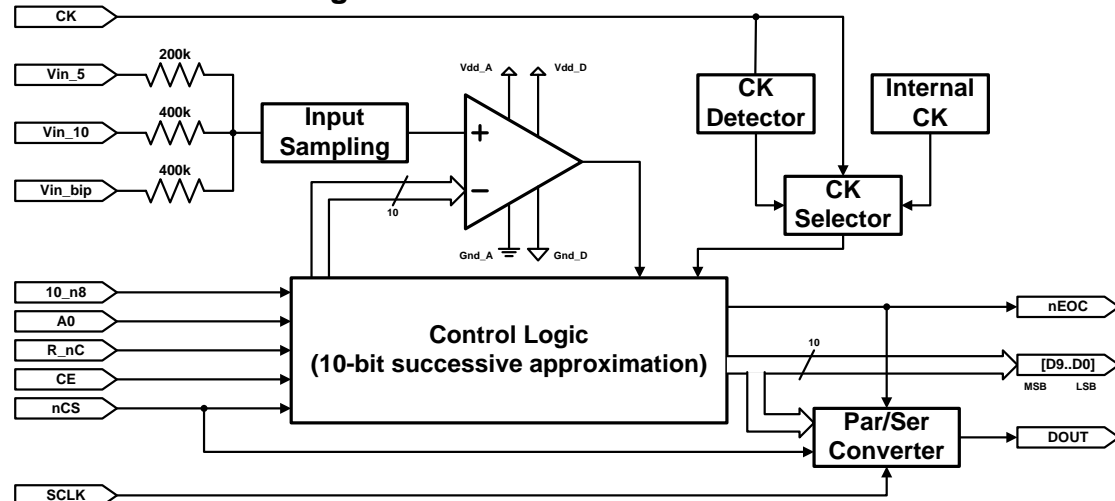 CK
200k
Vin_5
400k
Vin_10
400k
Vin_bip
Input
Sampling
Vdd_A
Vdd_D
+
−
10
Gnd_A
Gnd_D
CK
Detector
Internal
CK
CK
Selector
10_n8
A0
R_nC
CE
nCS
SCLK
Control Logic
(10-bit successive approximation)
10
nEOC
[D9..D0]
MSB LSB
Par/Ser
Converter
DOUT